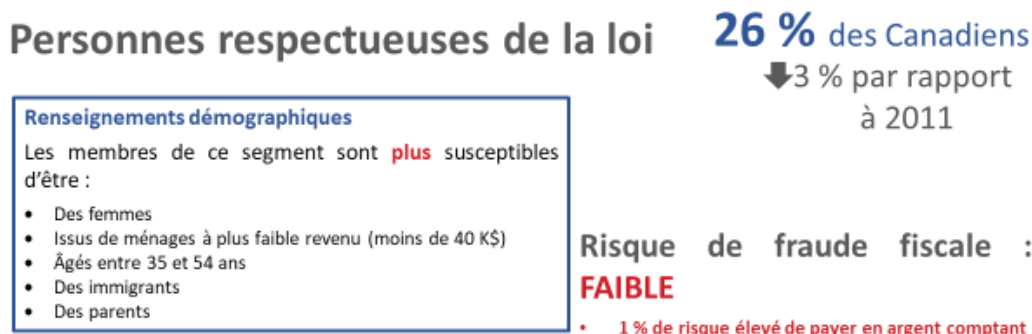 Personnes respectueuses de la loi
26 % des Canadiens
🡇3 % par rapport
à 2011
Renseignements démographiques
Les membres de ce segment sont plus susceptibles
d'être :
• Des femmes
• Issus de ménages à plus faible revenu (moins de 40 K$)
• Âgés entre 35 et 54 ans
• Des immigrants
• Des parents
Risque de fraude fiscale :
FAIBLE
• 1 % de risque élevé de payer en argent comptant